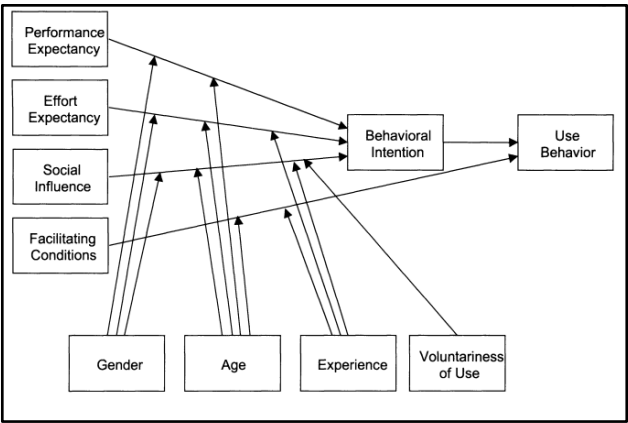 Performance
Expectancy
Effort
Expectancy
Social
Influence
Facilitating
Conditions
Behavioral
Intention
Use
Behavior
Gender
Age
Experience
Voluntariness
of Use